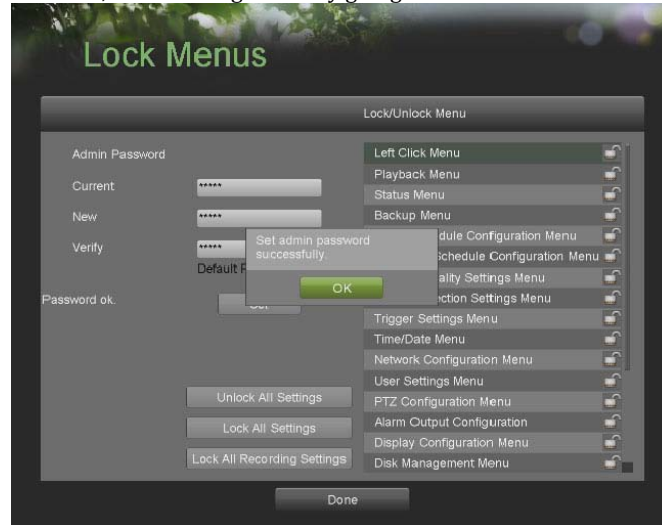 Lock Menus
Lock/Unlock Menu
Admin Password
Current
*****
New
*****
Verify
*****
Default
Password ok.
Set admin password
successfully.
OK
Unlock All Settings
Lock All Settings
Lock All Recording Settings
Left Click Menu
Playback Menu
Status Menu
Backup Menu
dule Configuration Menu
Schedule Configuration Menu
ality Settings Menu
ction Settings Menu
Trigger Settings Menu
Time/Date Menu
Network Configuration Menu
User Settings Menu
PTZ Configuration Menu
Alarm Output Configuration
Display Configuration Menu
Disk Management Menu
Done